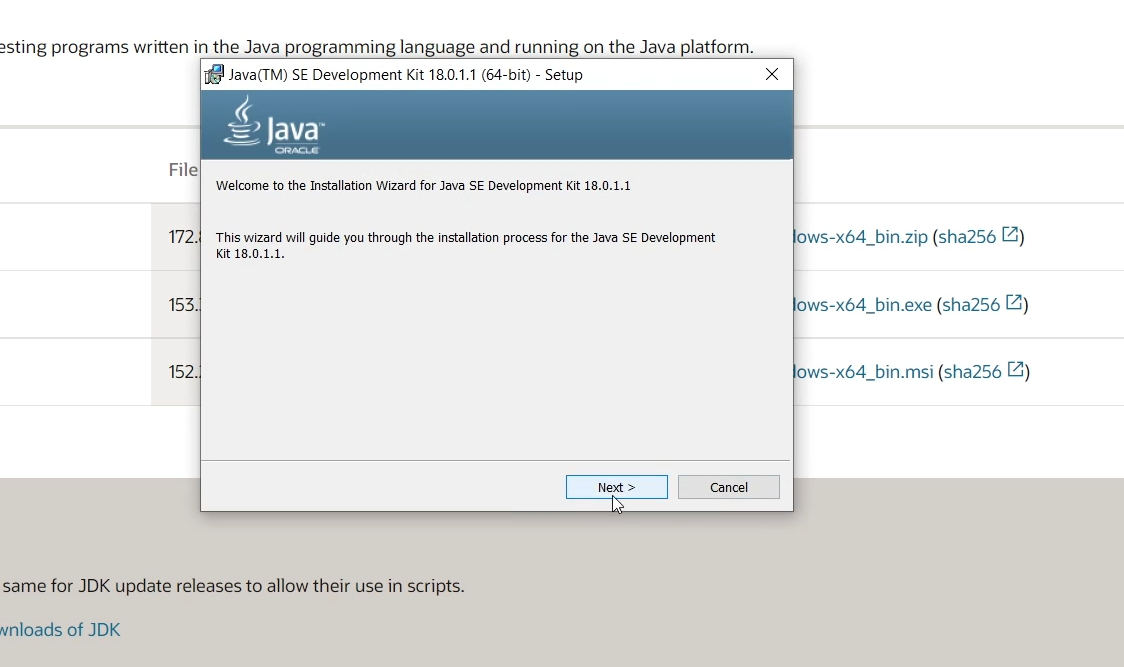 esting programs written in the Java programming language and running on the Java platform.
Java(TM) SE Development Kit 18.0.1.1 (64-bit) - Setup
Java™
ORACLE
File
Welcome to the Installation Wizard for Java SE Development Kit 18.0.1.1
172.
This wizard will guide you through the installation process for the Java SE Development
Kit 18.0.1.1.
dows-x64_bin.zip (sha256)
153.
dows-x64_bin.exe (sha256)
152.
dows-x64_bin.msi (sha256)
Next >
Cancel
same for JDK update releases to allow their use in scripts.
wnloads of JDK